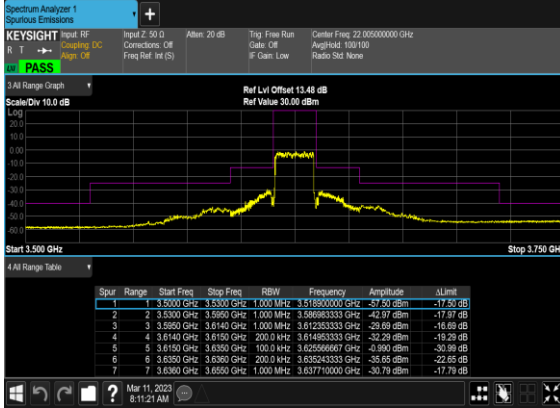 Spectrum Analyzer 1
Spurious Emissions
+
KEYSIGHT Input: RF Input Z: 50 Ω Atten: 20 dB Trig: Free Run Center Freq: 22.005000000 GHz
R T Coupling: DC Corrections: Off Gate: Off Avg|Hold: 100/100
Align: Off Freq Ref: Int (S) IF Gain: Low Radio Std: None
PASS
3 All Range Graph Ref Lvl Offset 13.48 dB
Scale/Div 10.0 dB Ref Value 30.00 dBm
Log
20.0
10.0
0.00
-10.0
-20.0
-30.0
-40.0
-50.0
-60.0
Start 3.500 GHz Stop 3.750 GH
4 All Range Table
Spur Range Start Freq Stop Freq RBW Frequency Amplitude ΔLimit
1 1 3.5000 GHz 3.5300 GHz 1.000 MHz 3.518900000 GHz -57.50 dBm -17.50 dB
2 2 3.5300 GHz 3.5950 GHz 1.000 MHz 3.586983333 GHz -42.97 dBm -17.97 dB
3 3 3.5950 GHz 3.6140 GHz 1.000 MHz 3.612353333 GHz -29.69 dBm -16.69 dB
4 4 3.6140 GHz 3.6150 GHz 200.0 kHz 3.614953333 GHz -32.29 dBm -19.29 dB
5 5 3.6150 GHz 3.6350 GHz 100.0 kHz 3.625566667 GHz -0.990 dBm -30.99 dB
6 6 3.6350 GHz 3.6360 GHz 200.0 kHz 3.635243333 GHz -35.65 dBm -22.65 dB
7 7 3.6360 GHz 3.6550 GHz 1.000 MHz 3.637710000 GHz -30.79 dBm -17.79 dB
? Mar 11, 2023
8:11:21 AM